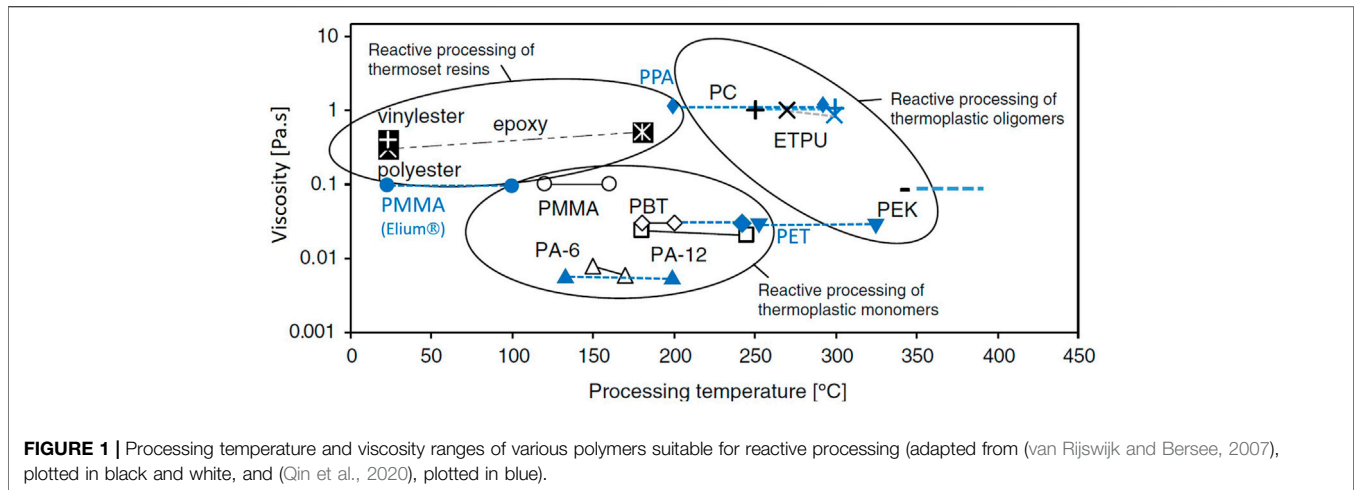 10
1
0.1
0.01
0.001
Viscosity [Pa.s]
Reactive processing of
thermoset resins
vinylester
epoxy
polyester
PMMA
(Elium®)
PPA
PC
ETPU
Reactive processing of
thermoplastic oligomers
PEK
PMMA
PBT
PET
PA-6
PA-12
Reactive processing of
thermoplastic monomers
0 50 100 150 200 250 300 350 400 450
Processing temperature [°C]
FIGURE 1 | Processing temperature and viscosity ranges of various polymers suitable for reactive processing (adapted from (van Rijswijk and Bersee, 2007),
plotted in black and white, and (Qin et al., 2020), plotted in blue).